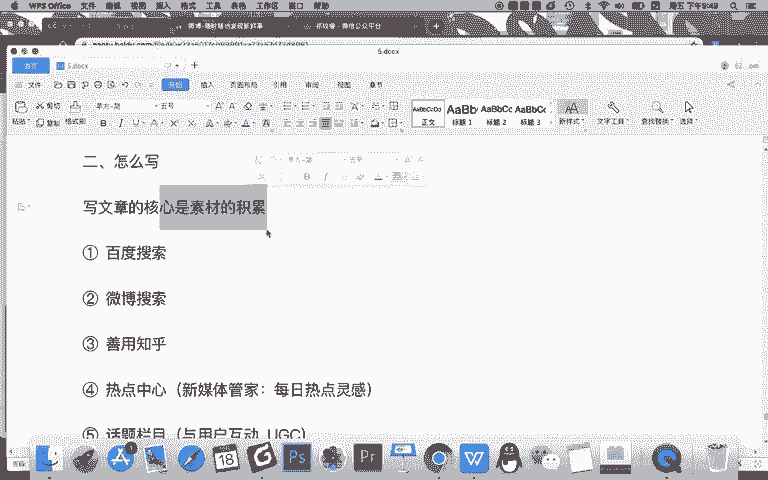 WPS Office 文件 编辑 视图 插入 格式 工具 表格 工作区 窗口 帮助
周五 下午9:49
5.docx
首页 5.docx
文件 开始 插入 页面布局 引用 审阅 视图 章节
粘贴 剪切 复制 格式刷 五号
AaBbCcDd AaBb AaBbCc AaBbCc
正文 标题 1 标题 2 标题 3 新样式 文字工具 查找替换 选择
二、怎么写
写文章的核心是素材的积累
① 百度搜索
② 微博搜索
③ 善用知乎
④ 热点中心（新媒体管家：每日热点灵感）
⑤ 话题栏目（与用户互动 UGC）
18